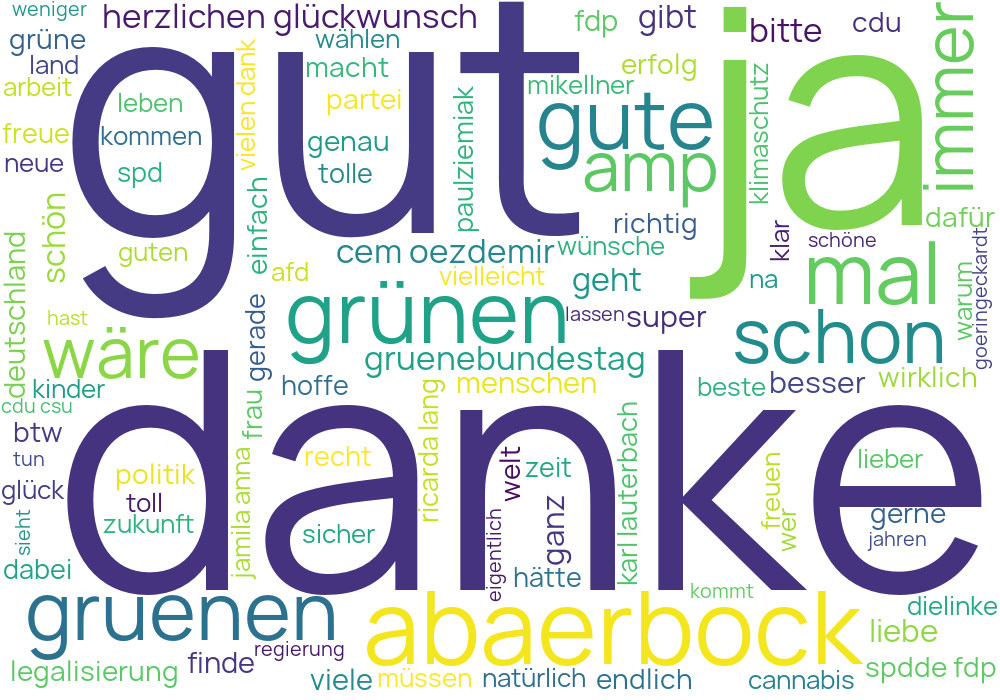 weniger
herzlichen glückwunsch
fdp
gibt
bitte
cdu
immer
grüne
wählen
land
macht
erfolg
arbeit
partei
mikellner
leben
vielen dank
gut
ja
gute
freue
kommen
genau
paulziemiak
klimaschutz
neue
spd
tolle
amp
schön
einfach
richtig
dafür
guten
cem oezdemir
wünsche
klar
schöne
deutschland
afd
vielleicht
geht
na
mal
warum
goeringeckardt
hast
gerade
grünen
lassen
super
schon
wäre
gruenebundestag
kinder
hoffe
menschen
beste
besser
wirklich
cdu csu
frau
ricarda lang
btw
danke
karl lauterbach
tun
recht
welt
zeit
lieber
glück
politik
toll
jamila anna
freuen
wer
gerne
zukunft
sicher
ganz
jahren
sieht
eigentlich
dabei
hätte
kommt
gruenen
abaerbock
dielinke
liebe
regierung
legalisierung
finde
spdde fdp
viele
müssen
natürlich
endlich
cannabis